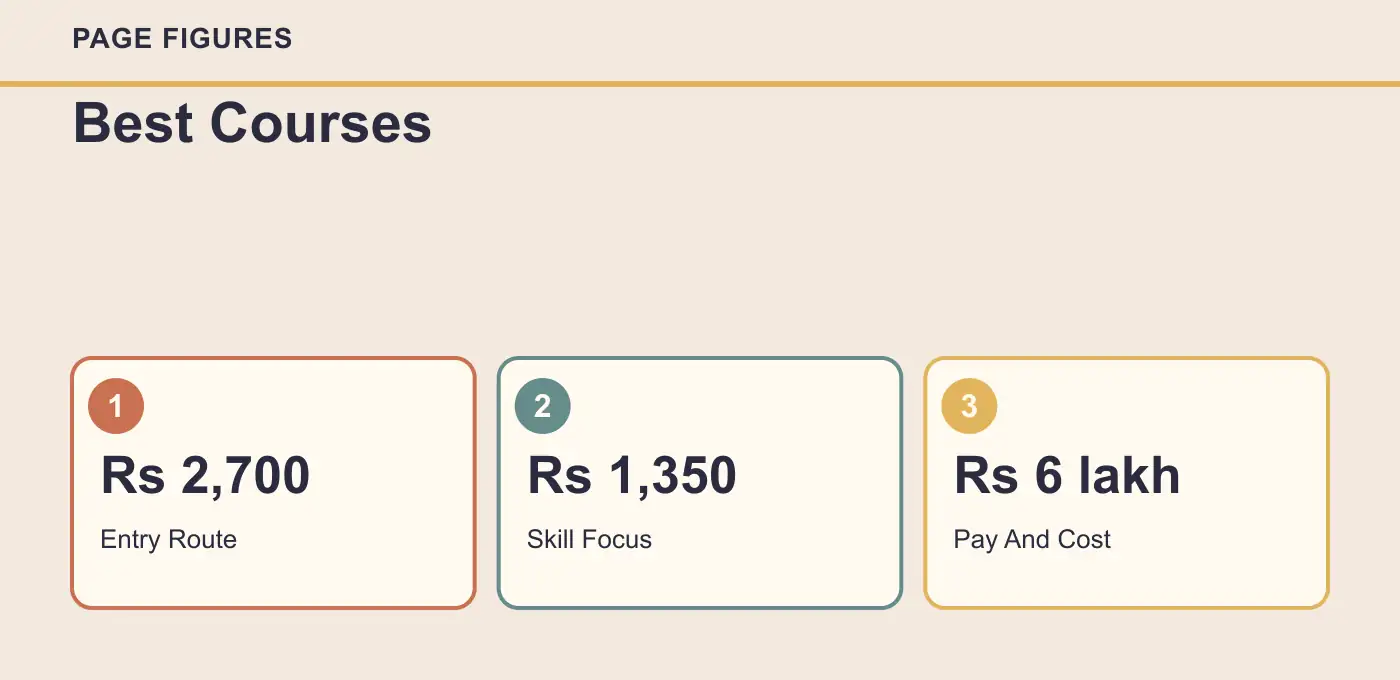 PAGE FIGURES
Best Courses
1
Rs 2,700
Entry Route
2
Rs 1,350
Skill Focus
3
Rs 6 lakh
Pay And Cost